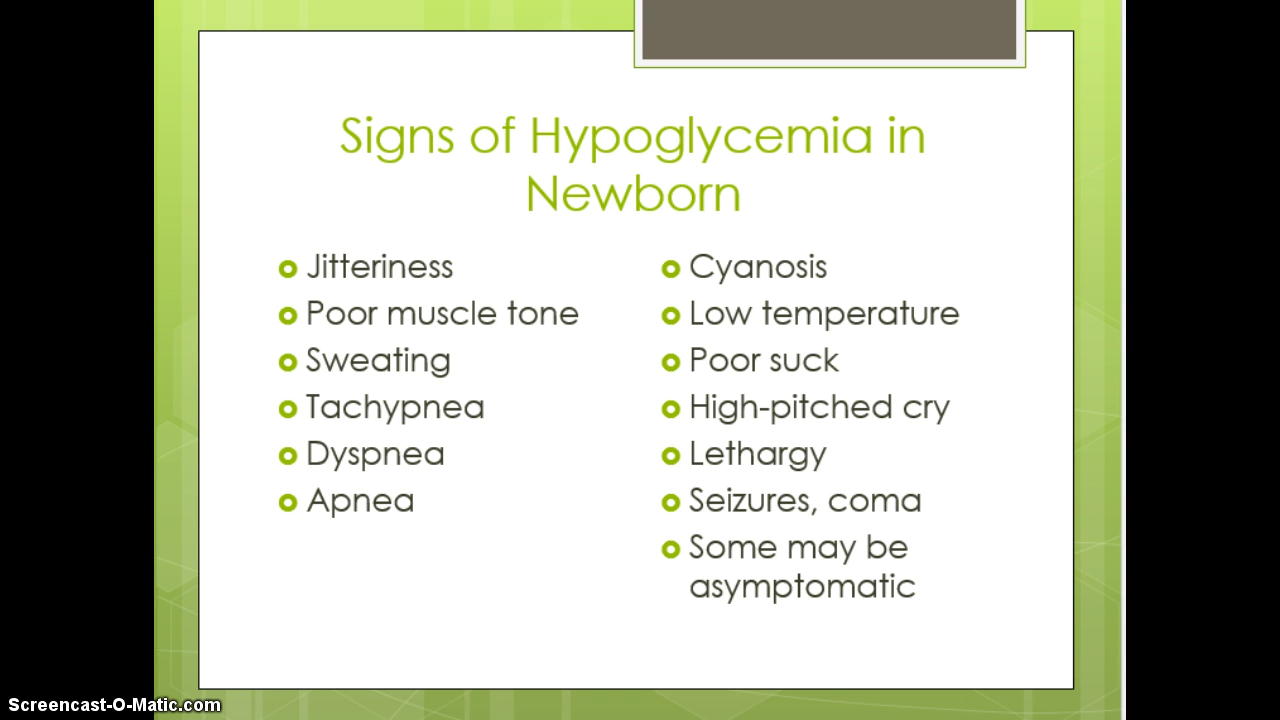 Signs of Hypoglycemia in
Newborn
Jitteriness
Poor muscle tone
Sweating
Tachypnea
Dyspnea
Apnea
Cyanosis
Low temperature
Poor suck
High-pitched cry
Lethargy
Seizures, coma
Some may be
asymptomatic
Screencast-O-Matic.com